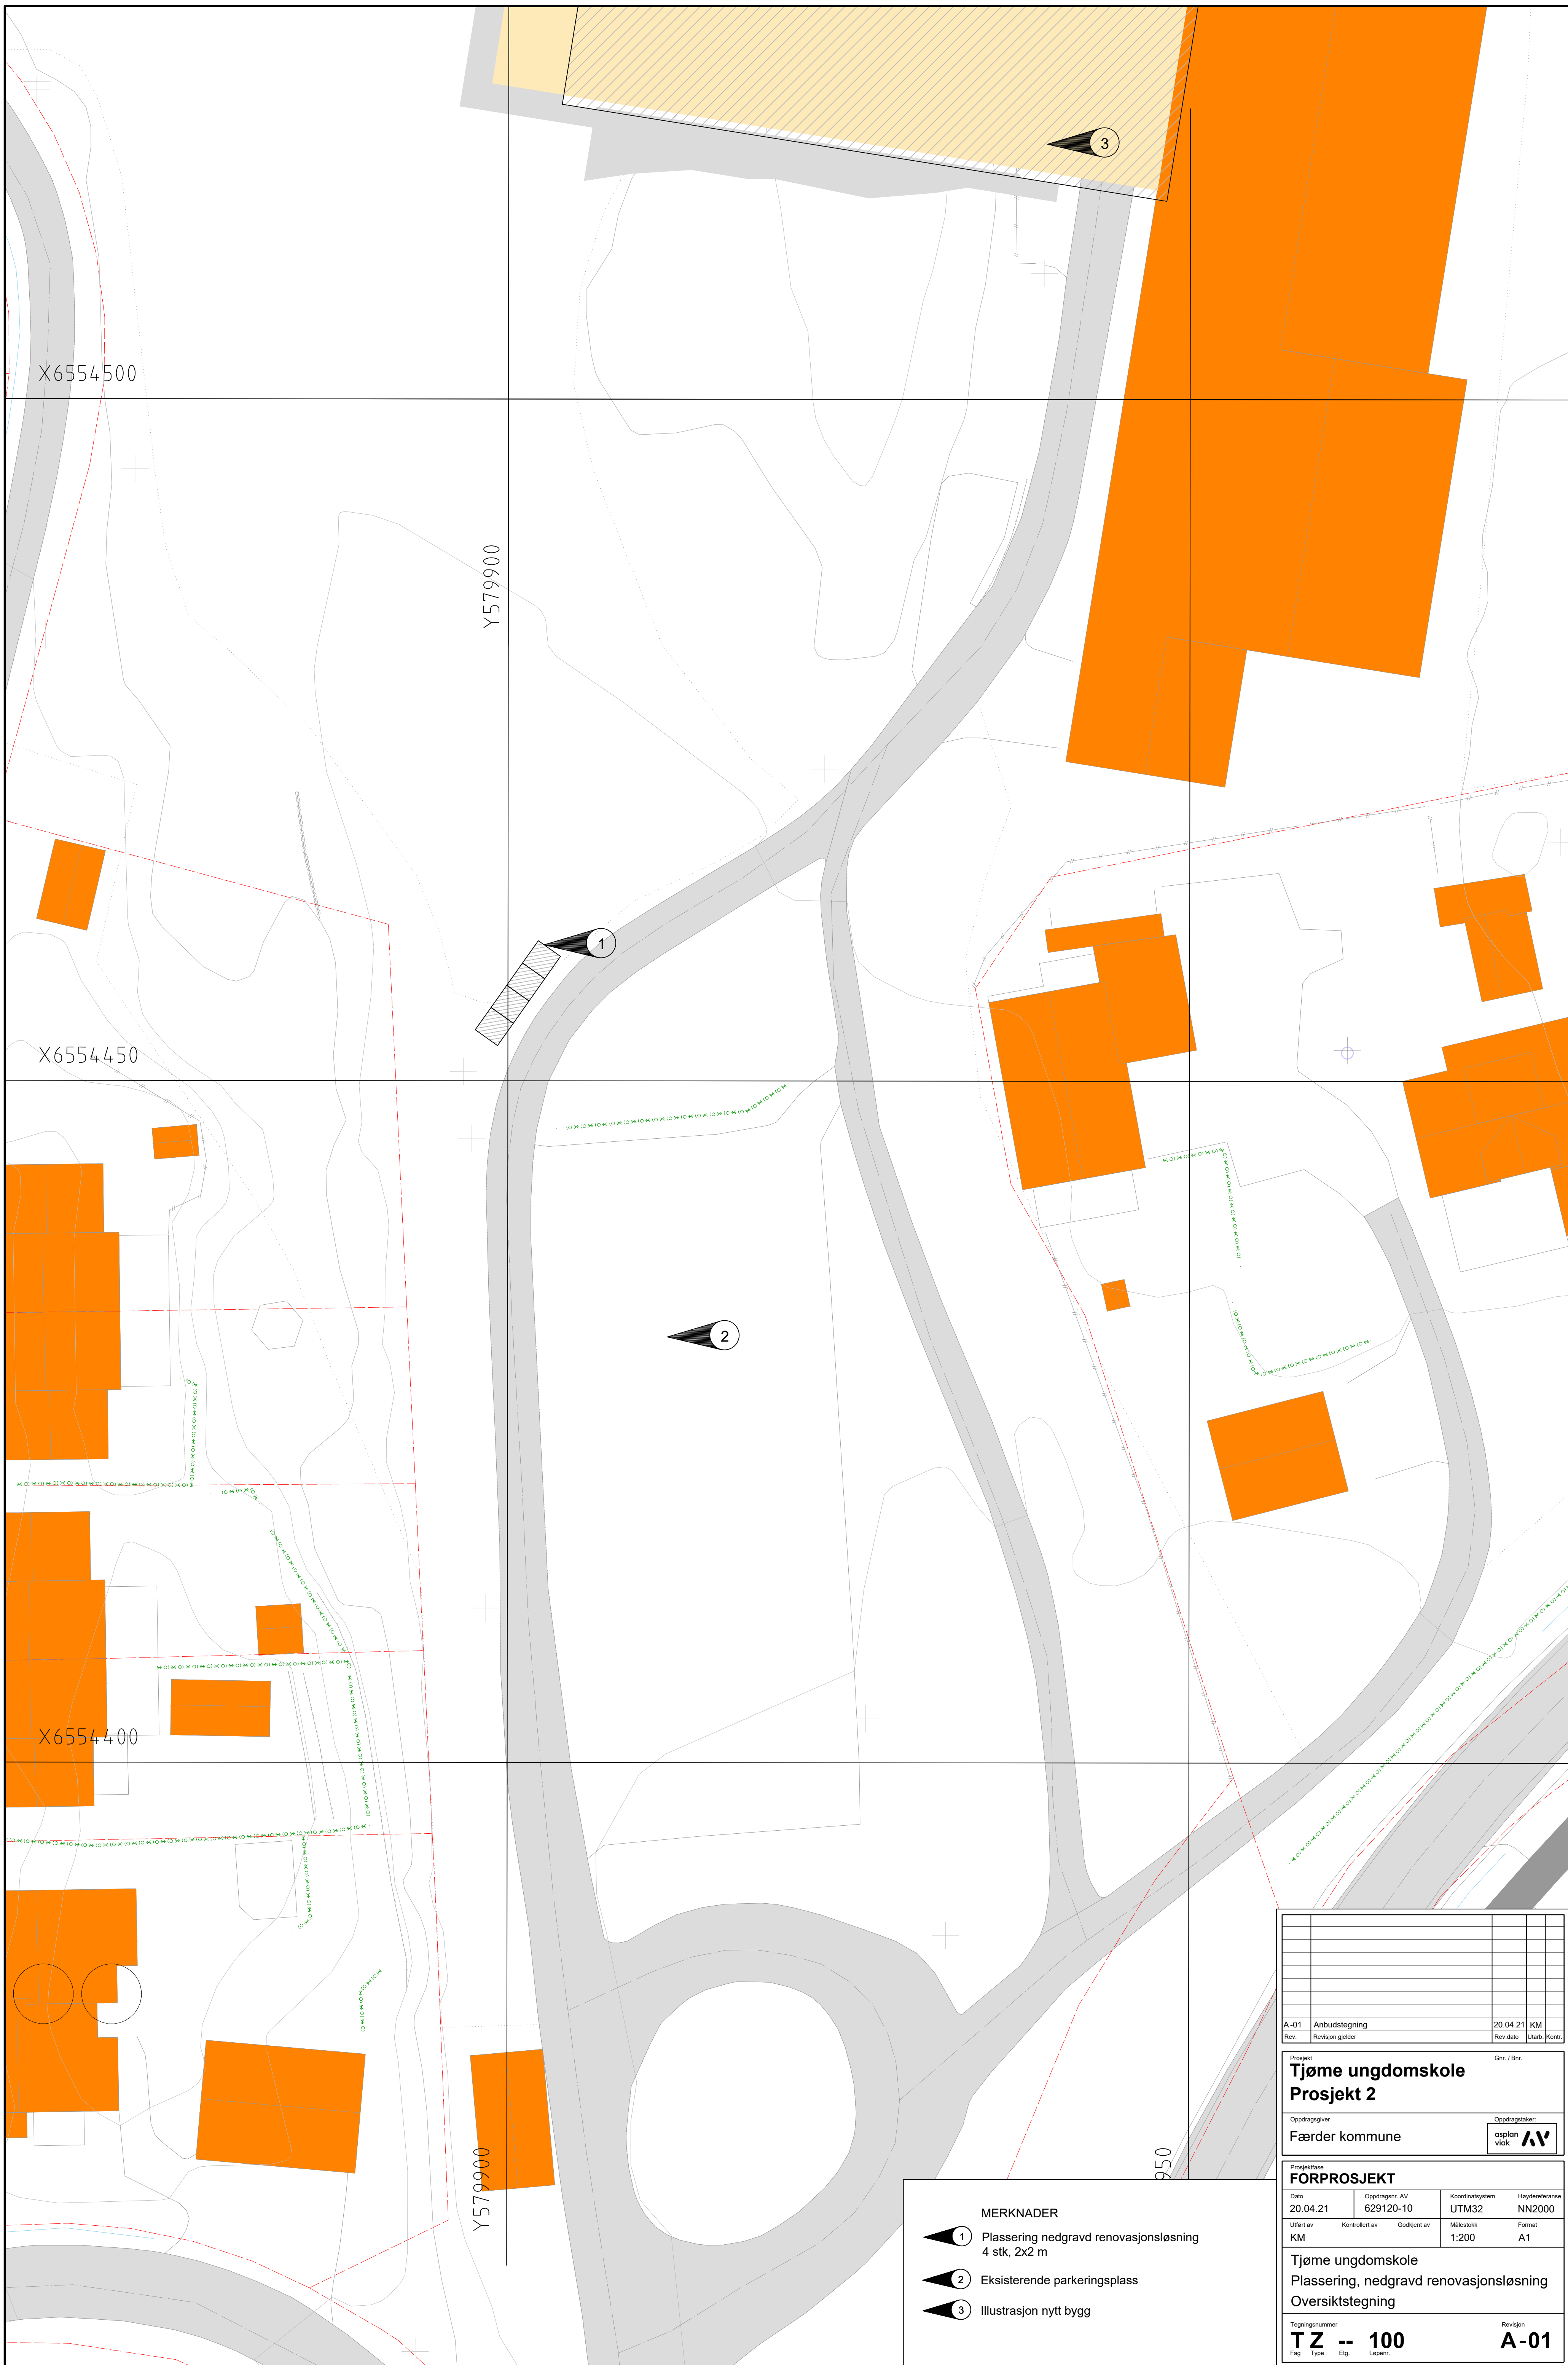 3
X6554500
Y579900
1
X6554450
2
X6554400
Y579900
950
MERKNADER
1 Plassering nedgravd renovasjonsløsning
4 stk, 2x2 m
2 Eksisterende parkeringsplass
3 Illustrasjon nytt bygg
A-01 Anbudstegning 20.04.21 KM
Rev. Revisjon gjelder Rev.dato Utarb. Kontr.
Prosjekt Gnr. / Bnr.
Tjøme ungdomskole
Prosjekt 2
Oppdragsgiver Oppdragstaker:
Færder kommune
asplan
viak
Prosjektfase
FORPROSJEKT
Dato Oppdragsnr. AV Koordinatsystem Høydereferanse
20.04.21 629120-10 UTM32 NN2000
Utført av Kontrollert av Godkjent av Målestokk Format
KM 1:200 A1
Tjøme ungdomskole
Plassering, nedgravd renovasjonsløsning
Oversiktstegning
Tegningsnummer Revisjon
T Z -- 100 A-01
Fag Type Etg. Løpenr.